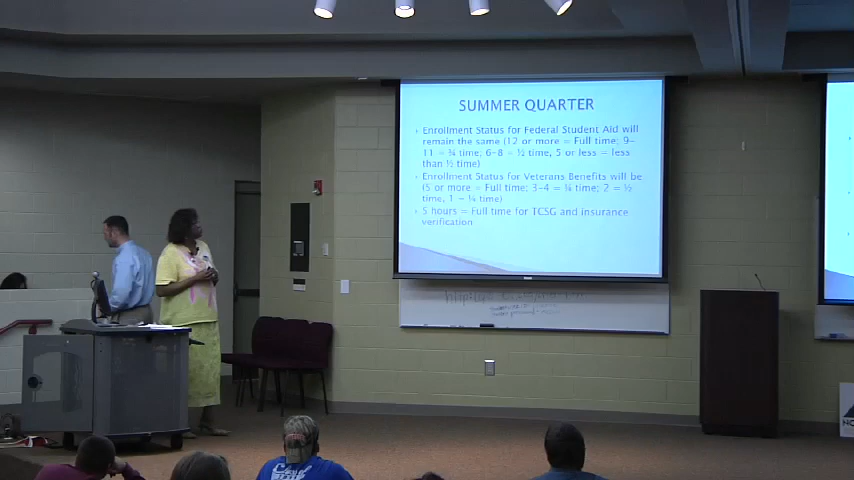 SUMMER QUARTER
Enrollment Status for Federal Student Aid will
remain the same (12 or more = Full time; 9–
11 = ¾ time; 6–8 = ½ time, 5 or less = less
than ½ time)
Enrollment Status for Veterans Benefits will be
(5 or more = Full time; 3–4 = ¾ time; 2 = ½
time, 1 = ¼ time)
5 hours = Full time for TCSG and insurance
verification